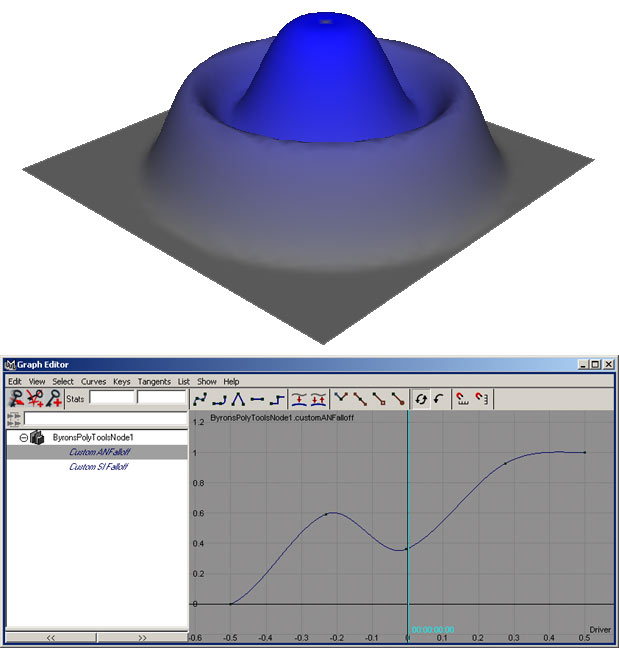 Graph Editor
Edit View Select Curves Keys Tangents List Show Help
Stats
ByronsPolyToolsNode1.customANFalloff
ByronsPolyToolsNode1
Custom ANFalloff
Custom SI Falloff
1.2
1
0.8
0.6
0.4
0.2
0
00:00:00:00
Driver
-0.6 -0.5 -0.4 -0.3 -0.2 -0.1 0 0.1 0.2 0.3 0.4 0.5
<< >>